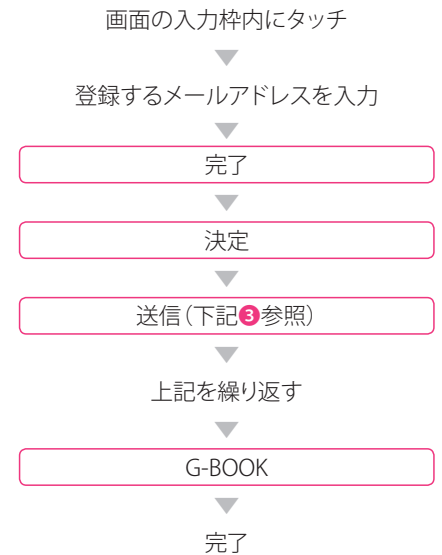 画面の入力枠内にタッチ
登録するメールアドレスを入力
完了
決定
送信（下記❸参照）
上記を繰り返す
G-BOOK
完了